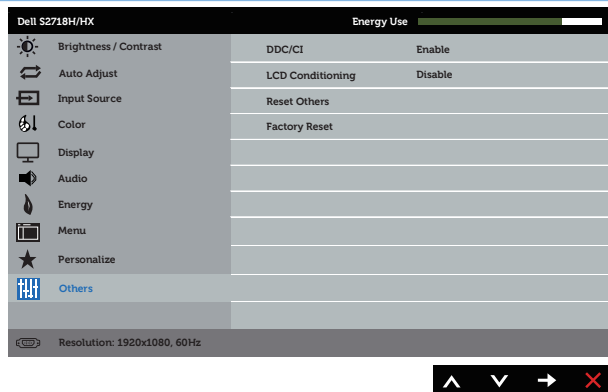 Dell S2718H/HX Energy Use
Brightness / Contrast DDC/CI Enable
Auto Adjust LCD Conditioning Disable
Input Source Reset Others
Color Factory Reset
Display
Audio
Energy
Menu
Personalize
Others
Resolution: 1920x1080, 60Hz